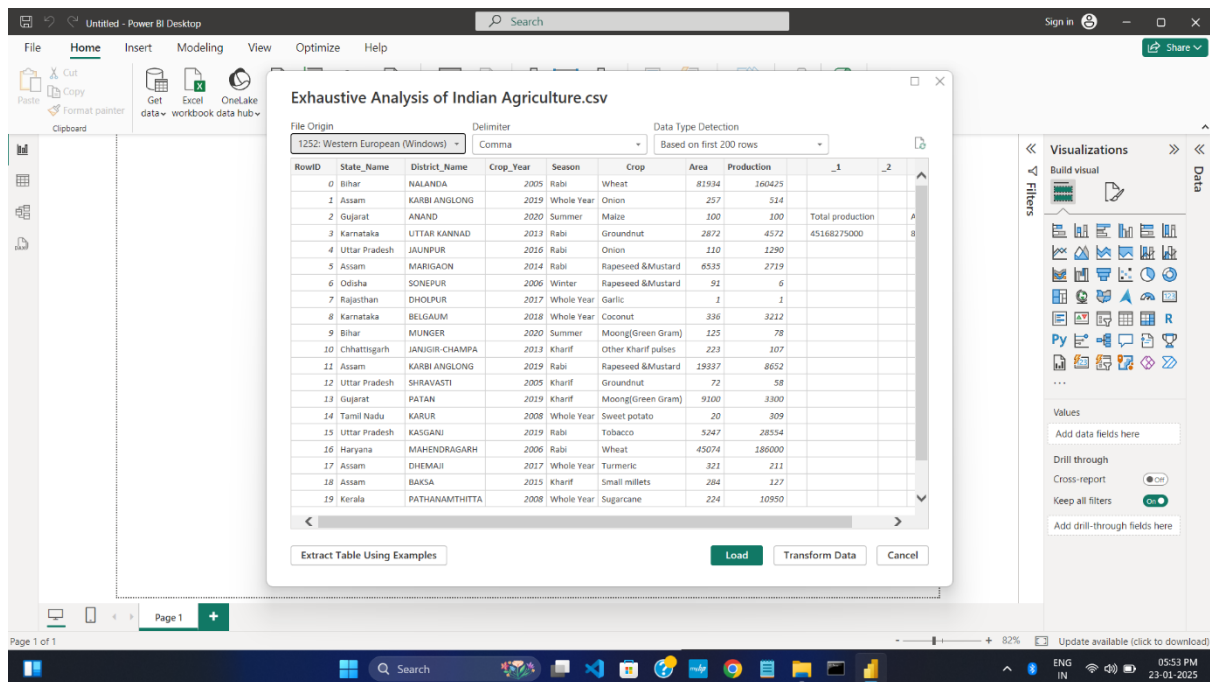 Untitled - Power BI Desktop
Search
Sign in
File Home Insert Modeling View Optimize Help
Share
Paste
Cut
Copy
Format painter
Clipboard
Get data
Excel workbook
OneLake data hub
Exhaustive Analysis of Indian Agriculture.csv
File Origin Delimiter Data Type Detection
1252: Western European (Windows) Comma Based on first 200 rows
RowID State_Name District_Name Crop_Year Season Crop Area Production _1 _2
0 Bihar NALANDA 2005 Rabi Wheat 81934 160425
1 Assam KARBI ANGLONG 2019 Whole Year Onion 257 514
2 Gujarat ANAND 2020 Summer Maize 100 100 Total production A
3 Karnataka UTTAR KANNAD 2013 Rabi Groundnut 2872 4572 45168275000 8
4 Uttar Pradesh JAUNPUR 2016 Rabi Onion 110 1290
5 Assam MARIGAON 2014 Rabi Rapeseed &Mustard 6535 2719
6 Odisha SONEPUR 2006 Winter Rapeseed &Mustard 91 6
7 Rajasthan DHOLPUR 2017 Whole Year Garlic 1 1
8 Karnataka BELGAUM 2018 Whole Year Coconut 336 3212
9 Bihar MUNGER 2020 Summer Moong(Green Gram) 125 78
10 Chhattisgarh JANJGIR-CHAMPA 2013 Kharif Other Kharif pulses 223 107
11 Assam KARBI ANGLONG 2019 Rabi Rapeseed &Mustard 19337 8652
12 Uttar Pradesh SHRAVASTI 2005 Kharif Groundnut 72 58
13 Gujarat PATAN 2019 Kharif Moong(Green Gram) 9100 3300
14 Tamil Nadu KARUR 2008 Whole Year Sweet potato 20 309
15 Uttar Pradesh KASGANJ 2019 Rabi Tobacco 5247 28554
16 Haryana MAHENDRAGARH 2006 Rabi Wheat 45074 186000
17 Assam DHEMAJI 2017 Whole Year Turmeric 321 211
18 Assam BAKSA 2015 Kharif Small millets 284 127
19 Kerala PATHANAMTHITTA 2008 Whole Year Sugarcane 224 10950
Extract Table Using Examples
Load
Transform Data
Cancel
Filters
Visualizations
Build visual
R
Py
123
...
Values
Add data fields here
Drill through
Cross-report Off
Keep all filters On
Add drill-through fields here
Data
Page 1
Page 1 of 1
- + 82%
Update available (click to download)
Search
ENG
IN
05:53 PM
23-01-2025